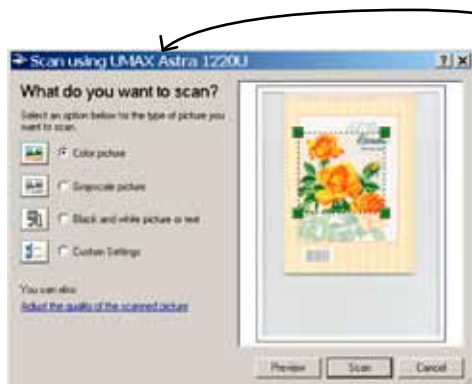 Scan using UMAX Astra 1220U
What do you want to scan?
Select an option below for the type of picture you
want to scan.
Color picture
Grayscale picture
Black and white picture or text
Custom Settings
You can also:
Adjust the quality of the scanned picture
Preview
Scan
Cancel